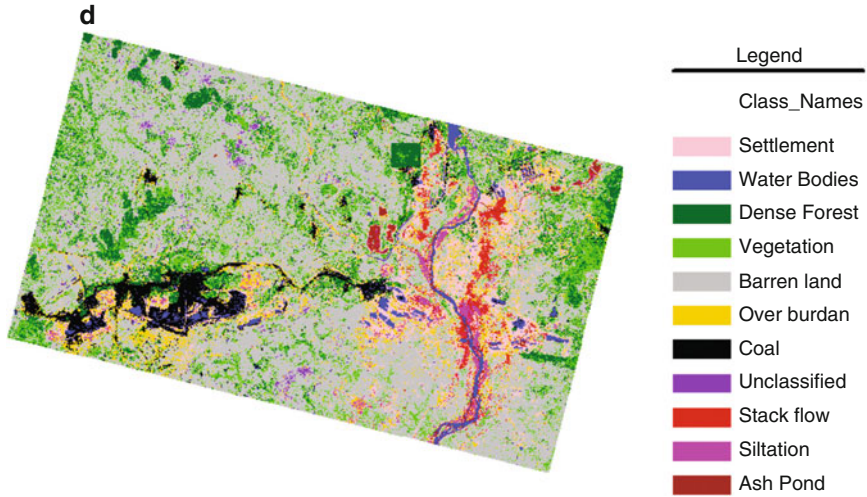 d
Legend
Class_Names
Settlement
Water Bodies
Dense Forest
Vegetation
Barren land
Over burdan
Coal
Unclassified
Stack flow
Siltation
Ash Pond